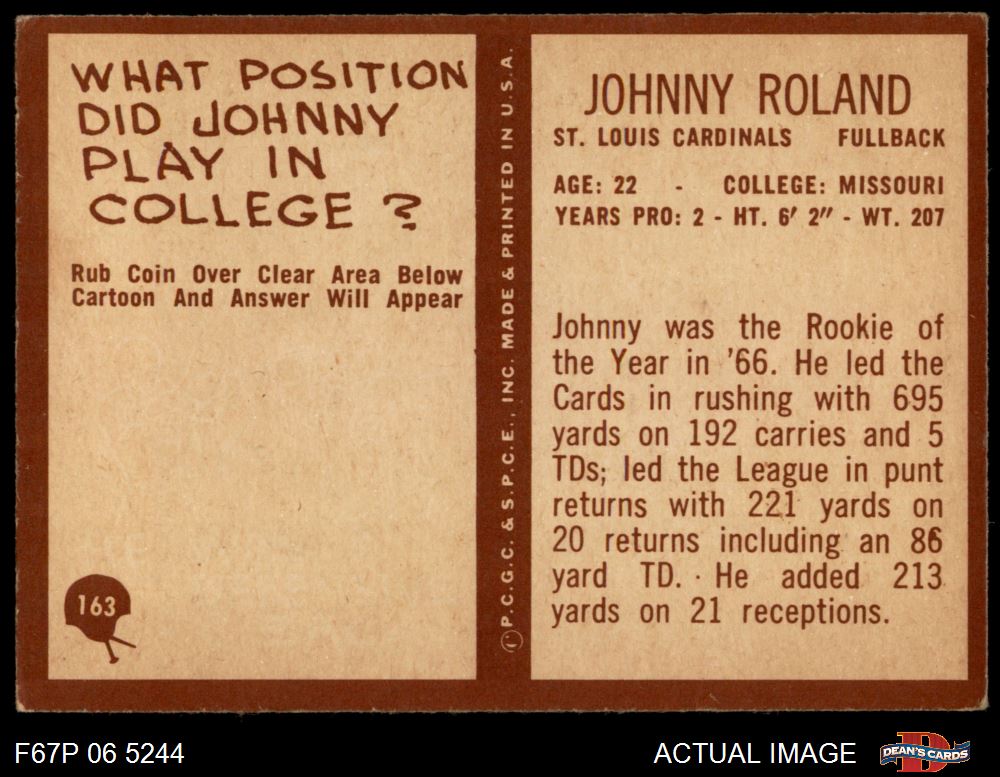 WHAT POSITION
DID JOHNNY
PLAY IN
COLLEGE ?
Rub Coin Over Clear Area Below
Cartoon And Answer Will Appear
163
©P.C.G.C. & S.P.C.E., INC. MADE & PRINTED IN U.S.A.
JOHNNY ROLAND
ST. LOUIS CARDINALS FULLBACK
AGE: 22 - COLLEGE: MISSOURI
YEARS PRO: 2 - HT. 6' 2" - WT. 207
Johnny was the Rookie of
the Year in '66. He led the
Cards in rushing with 695
yards on 192 carries and 5
TDs; led the League in punt
returns with 221 yards on
20 returns including an 86
yard TD. He added 213
yards on 21 receptions.
F67P 06 5244
ACTUAL IMAGE
D
DEAN'S CARDS